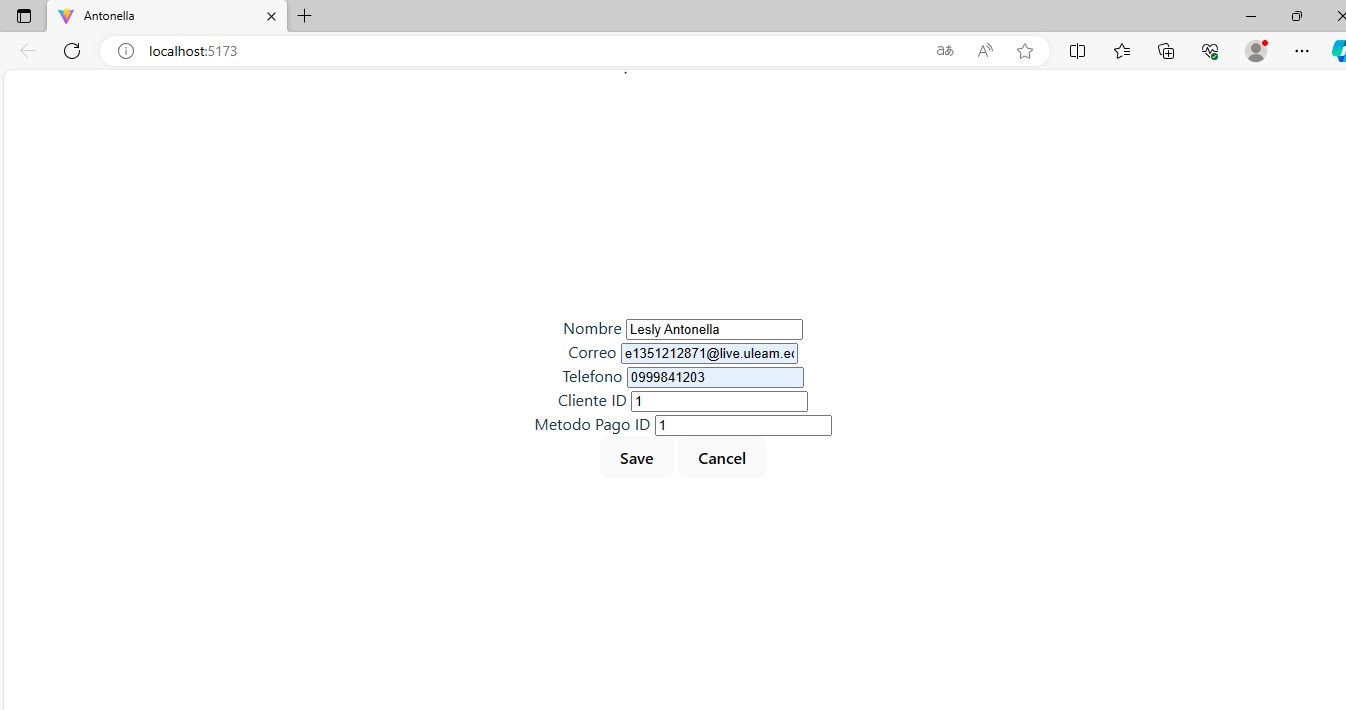 Antonella
localhost:5173
Nombre Lesly Antonella
Correo e1351212871@live.uleam.ec
Telefono 0999841203
Cliente ID 1
Metodo Pago ID 1
Save Cancel